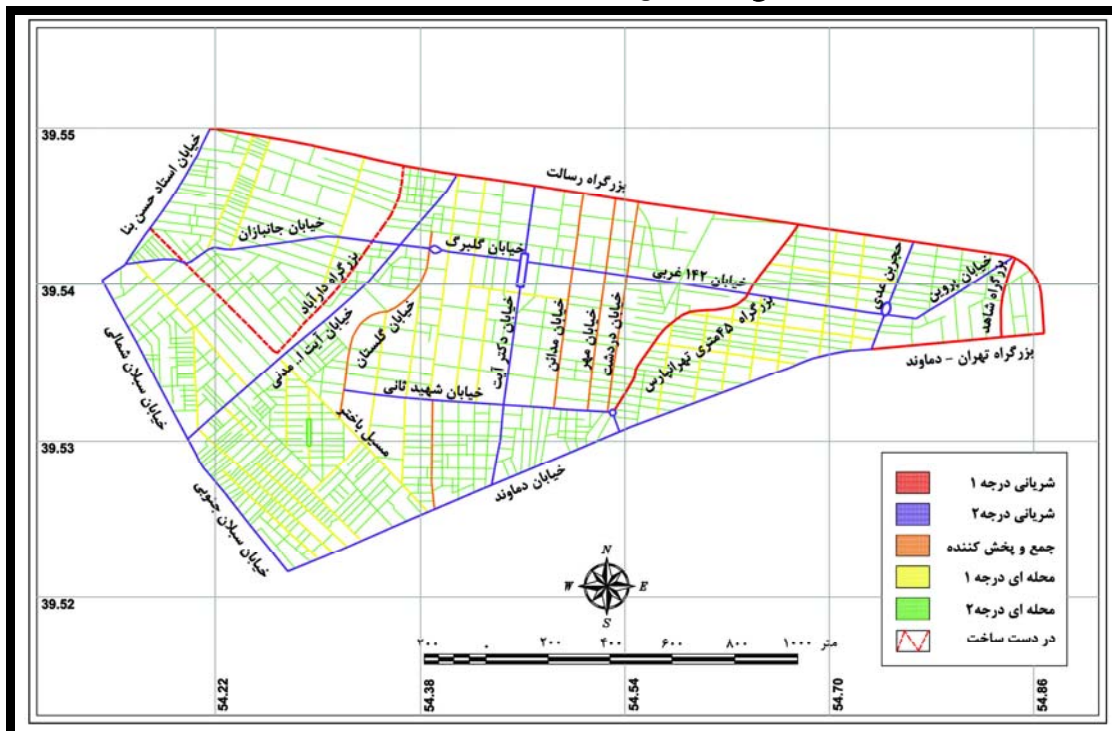 39.55
39.54
39.53
39.52
54.22
54.38
54.54
54.70
54.86
خیابان استاد حسن بنا
بزرگراه رسالت
خیابان جانبازان
خیابان گلبرگ
خیابان ۱۴۲ غربی
حجربن عدی
خیابان پروین
بزرگراه شاهد
بزرگراه تهران - دماوند
بزرگراه دارآباد
خیابان آیت ا.. مدنی
خیابان گلستان
خیابان دکتر آیت
خیابان مدائن
خیابان مهر
خیابان دردشت
بزرگراه ۴۵متری تهرانپارس
خیابان سبلان شمالی
خیابان شهید ثانی
مسیل باختر
خیابان دماوند
خیابان سبلان جنوبی
شریانی درجه ۱
شریانی درجه۲
جمع و پخش کننده
محله ای درجه ۱
محله ای درجه۲
در دست ساخت
N
W
E
S
۲۰۰ ۰ ۲۰۰ ۴۰۰ ۶۰۰ ۸۰۰ ۱۰۰۰ متر